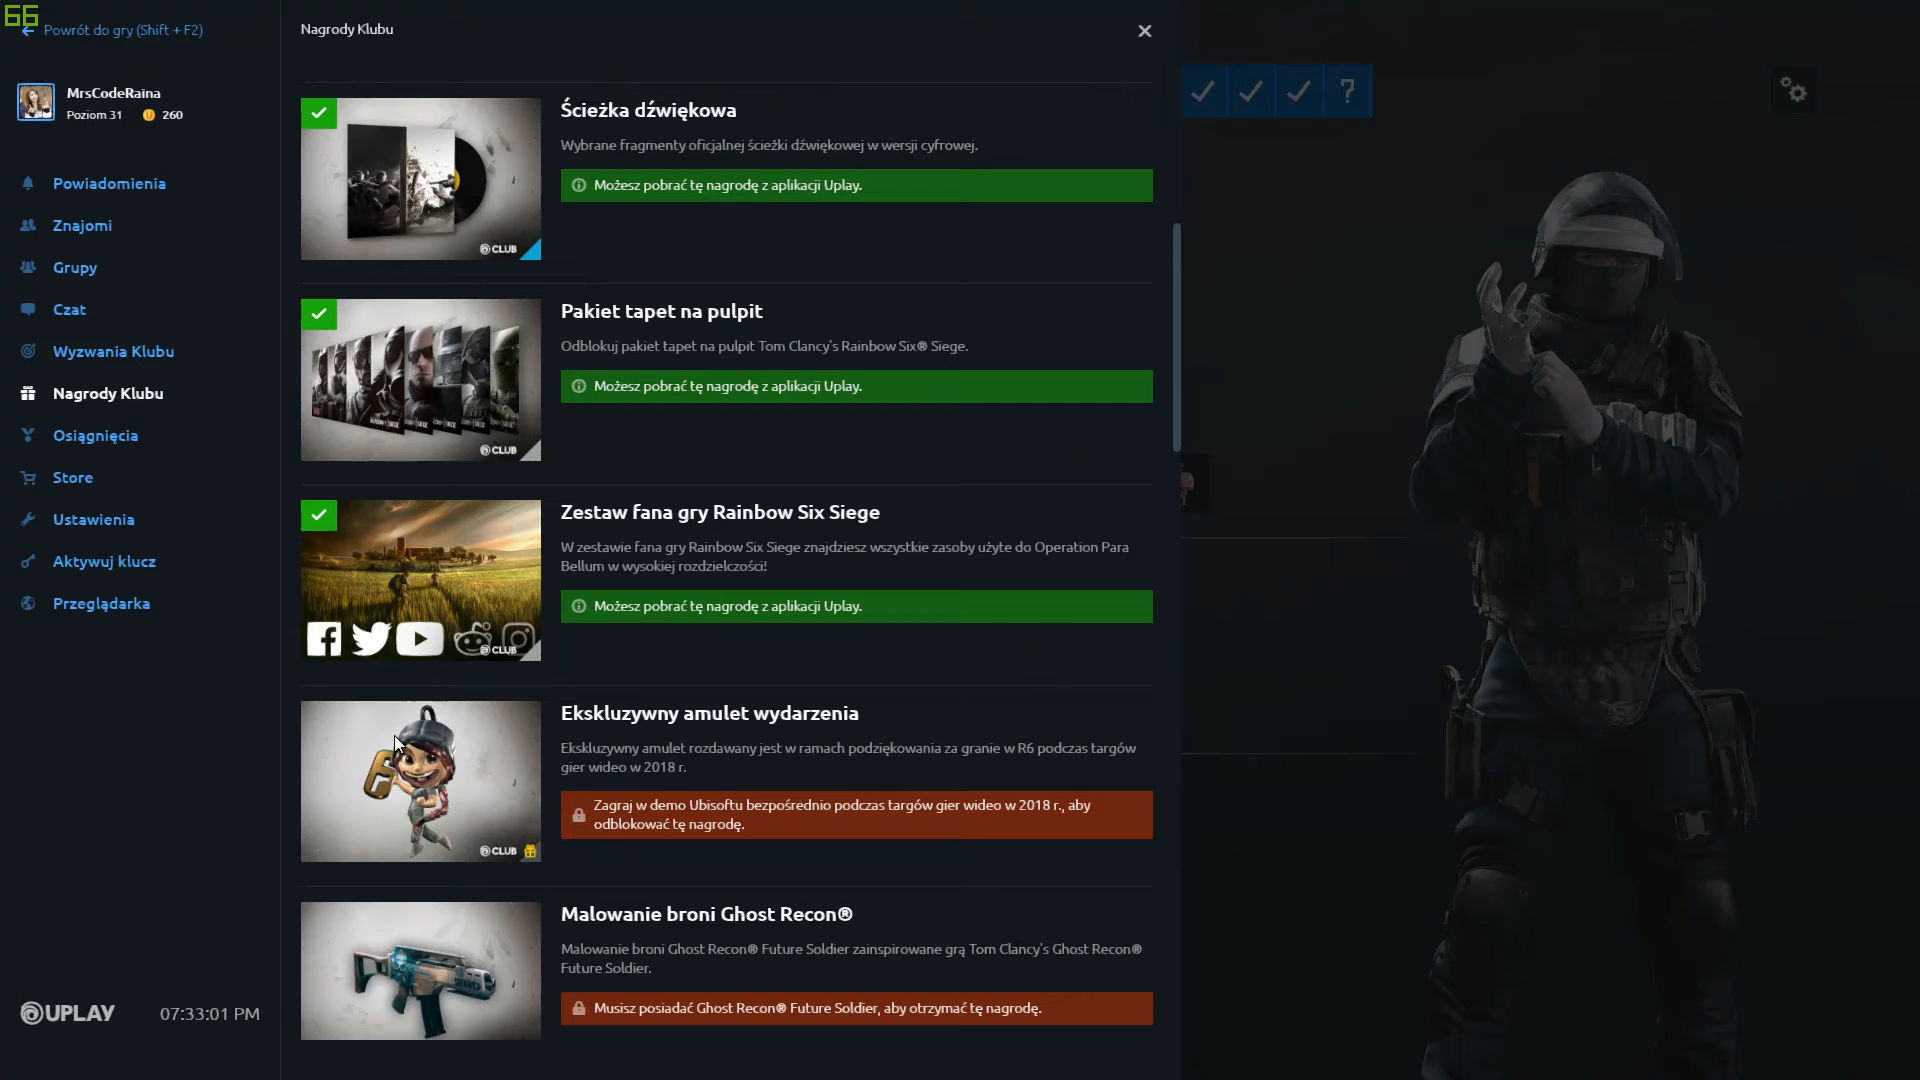 66
Powrót do gry (Shift + F2)
MrsCodeRaina
Poziom 31 260
Powiadomienia
Znajomi
Grupy
Czat
Wyzwania Klubu
Nagrody Klubu
Osiągnięcia
Store
Ustawienia
Aktywuj klucz
Przeglądarka
UPLAY 07:33:01 PM
Nagrody Klubu
Ścieżka dźwiękowa
Wybrane fragmenty oficjalnej ścieżki dźwiękowej w wersji cyfrowej.
Możesz pobrać tę nagrodę z aplikacji Uplay.
CLUB
Pakiet tapet na pulpit
Odblokuj pakiet tapet na pulpit Tom Clancy's Rainbow Six® Siege.
Możesz pobrać tę nagrodę z aplikacji Uplay.
CLUB
Zestaw fana gry Rainbow Six Siege
W zestawie fana gry Rainbow Six Siege znajdziesz wszystkie zasoby użyte do Operation Para
Bellum w wysokiej rozdzielczości!
Możesz pobrać tę nagrodę z aplikacji Uplay.
CLUB
Ekskluzywny amulet wydarzenia
Ekskluzywny amulet rozdawany jest w ramach podziękowania za granie w R6 podczas targów
gier wideo w 2018 r.
Zagraj w demo Ubisoftu bezpośrednio podczas targów gier wideo w 2018 r., aby
odblokować tę nagrodę.
6
CLUB
Malowanie broni Ghost Recon®
Malowanie broni Ghost Recon® Future Soldier zainspirowane grą Tom Clancy's Ghost Recon®
Future Soldier.
Musisz posiadać Ghost Recon® Future Soldier, aby otrzymać tę nagrodę.
?